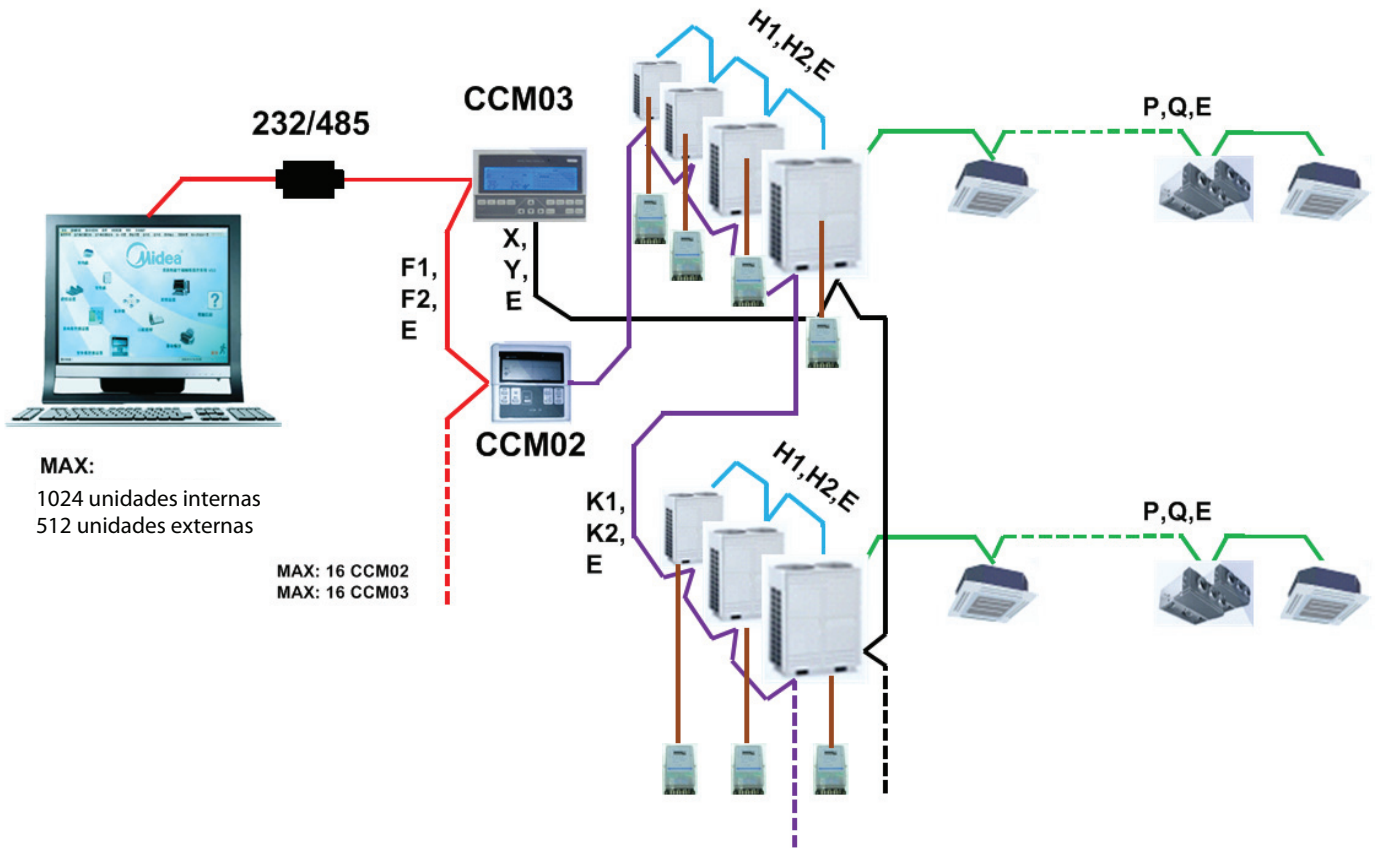 CCM03
H1,H2,E
232/485
P,Q,E
Midea
X,
Y,
E
F1,
F2,
E
CCM02
MAX:
1024 unidades internas
512 unidades externas
H1,H2,E
K1,
K2,
E
P,Q,E
MAX: 16 CCM02
MAX: 16 CCM03